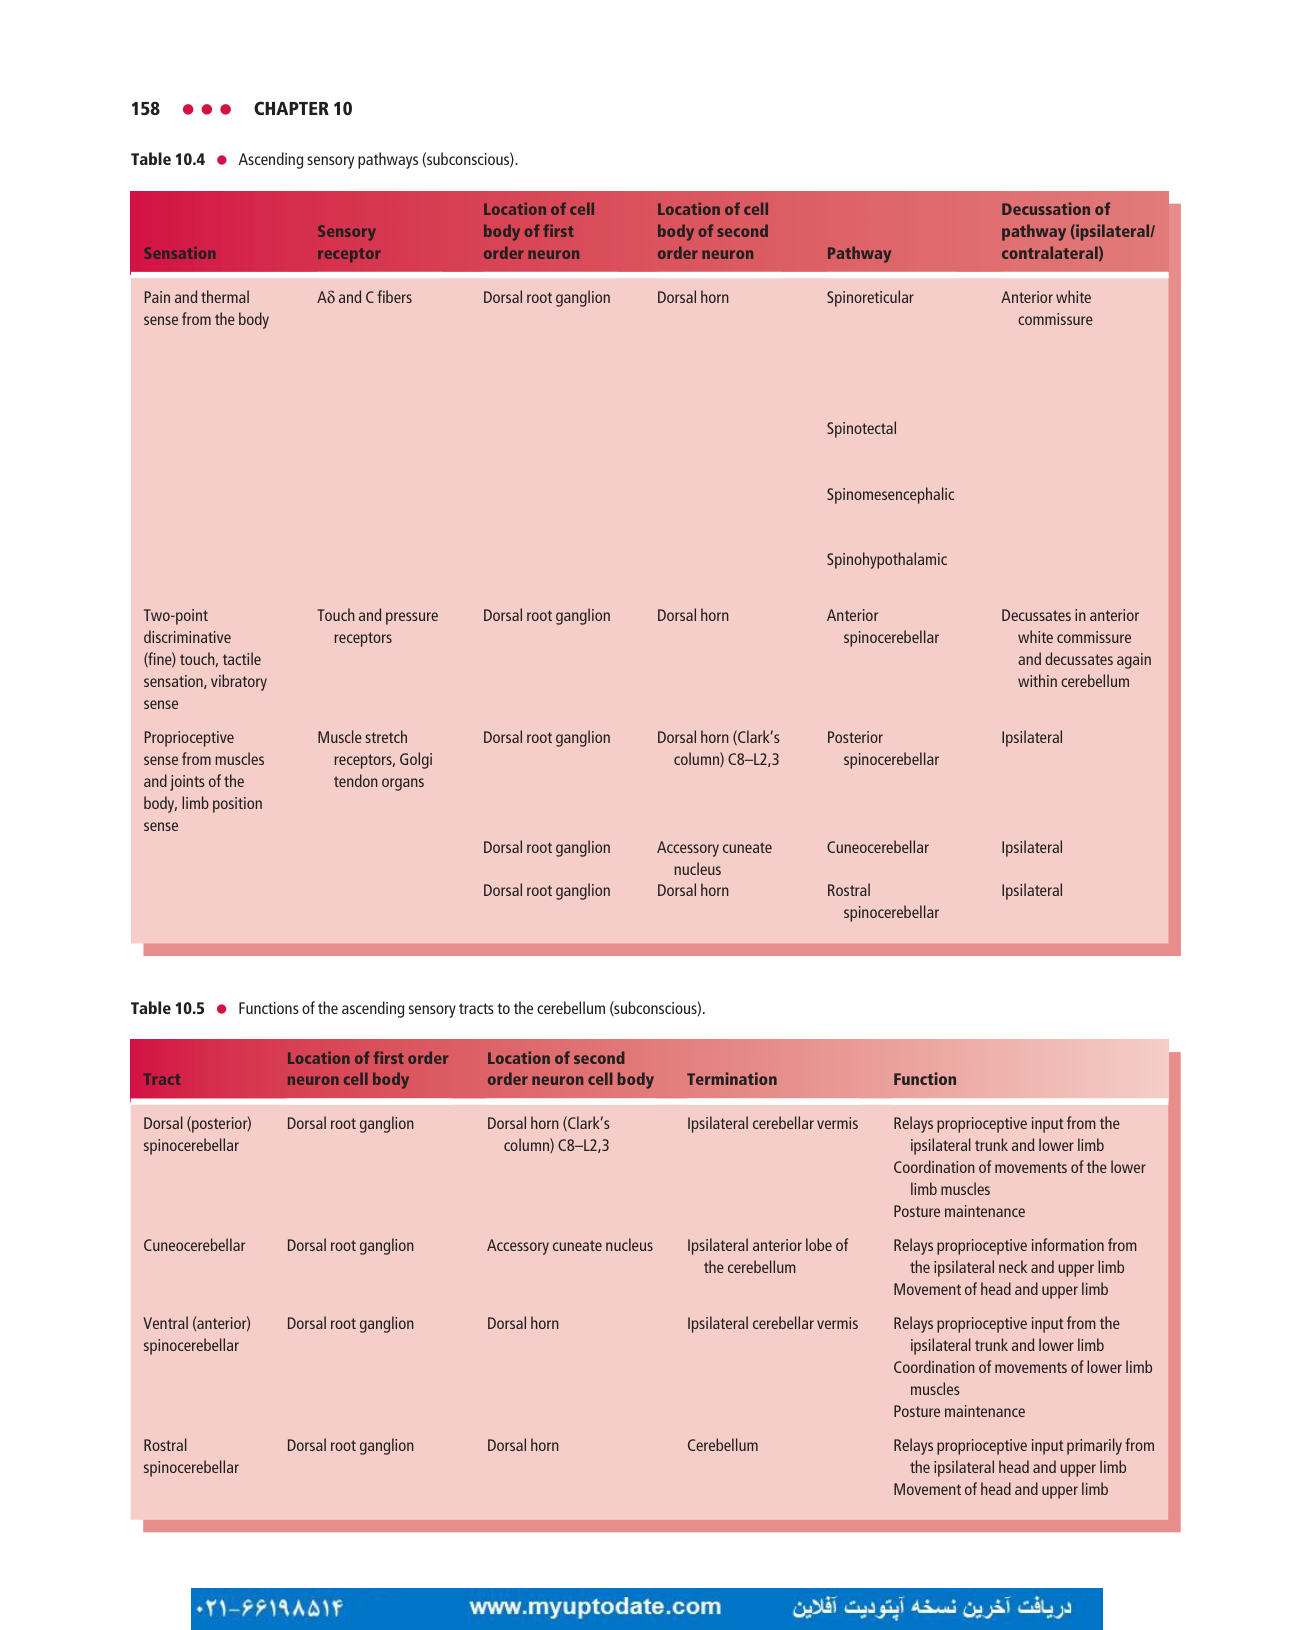 158 ● ● ● CHAPTER 10
Table 10.4 ● Ascending sensory pathways (subconscious).
Sensation
Sensory
receptor
Location of cell
body of first
order neuron
Location of cell
body of second
order neuron
Pathway
Decussation of
pathway (ipsilateral/
contralateral)
Pain and thermal
sense from the body
Aδ and C fibers
Dorsal root ganglion
Dorsal horn
Spinoreticular
Anterior white
commissure
Spinotectal
Spinomesencephalic
Spinohypothalamic
Two-point
discriminative
(fine) touch, tactile
sensation, vibratory
sense
Touch and pressure
receptors
Dorsal root ganglion
Dorsal horn
Anterior
spinocerebellar
Decussates in anterior
white commissure
and decussates again
within cerebellum
Proprioceptive
sense from muscles
and joints of the
body, limb position
sense
Muscle stretch
receptors, Golgi
tendon organs
Dorsal root ganglion
Dorsal horn (Clark’s
column) C8–L2,3
Posterior
spinocerebellar
Ipsilateral
Dorsal root ganglion
Accessory cuneate
nucleus
Cuneocerebellar
Ipsilateral
Dorsal root ganglion
Dorsal horn
Rostral
spinocerebellar
Ipsilateral
Table 10.5 ● Functions of the ascending sensory tracts to the cerebellum (subconscious).
Tract
Location of first order
neuron cell body
Location of second
order neuron cell body
Termination
Function
Dorsal (posterior)
spinocerebellar
Dorsal root ganglion
Dorsal horn (Clark’s
column) C8–L2,3
Ipsilateral cerebellar vermis
Relays proprioceptive input from the
ipsilateral trunk and lower limb
Coordination of movements of the lower
limb muscles
Posture maintenance
Cuneocerebellar
Dorsal root ganglion
Accessory cuneate nucleus
Ipsilateral anterior lobe of
the cerebellum
Relays proprioceptive information from
the ipsilateral neck and upper limb
Movement of head and upper limb
Ventral (anterior)
spinocerebellar
Dorsal root ganglion
Dorsal horn
Ipsilateral cerebellar vermis
Relays proprioceptive input from the
ipsilateral trunk and lower limb
Coordination of movements of lower limb
muscles
Posture maintenance
Rostral
spinocerebellar
Dorsal root ganglion
Dorsal horn
Cerebellum
Relays proprioceptive input primarily from
the ipsilateral head and upper limb
Movement of head and upper limb
۰۲۱-۶۶۱۹۸۵۱۴ www.myuptodate.com دریافت آخرین نسخه آپتودیت آفلاین